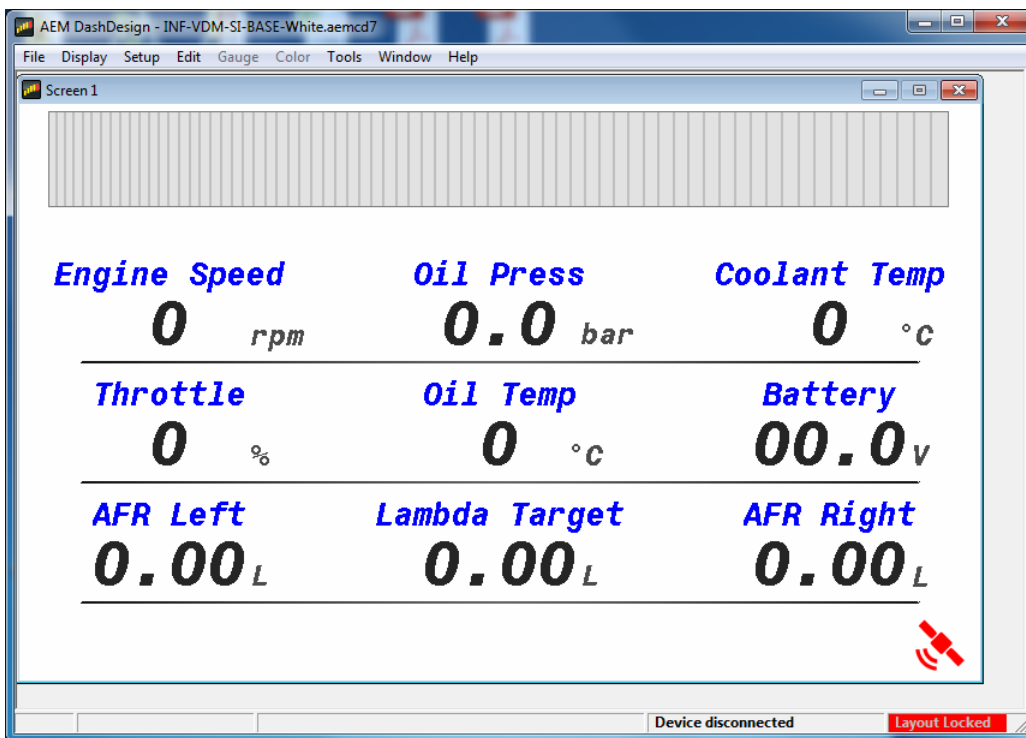 AEM DashDesign - INF-VDM-SI-BASE-White.aemcd7
File Display Setup Edit Gauge Color Tools Window Help
Screen 1
Engine Speed Oil Press Coolant Temp
0 rpm 0.0 bar 0 °C
Throttle Oil Temp Battery
0 % 0 °C 00.0 V
AFR Left Lambda Target AFR Right
0.00 L 0.00 L 0.00 L
Device disconnected Layout Locked